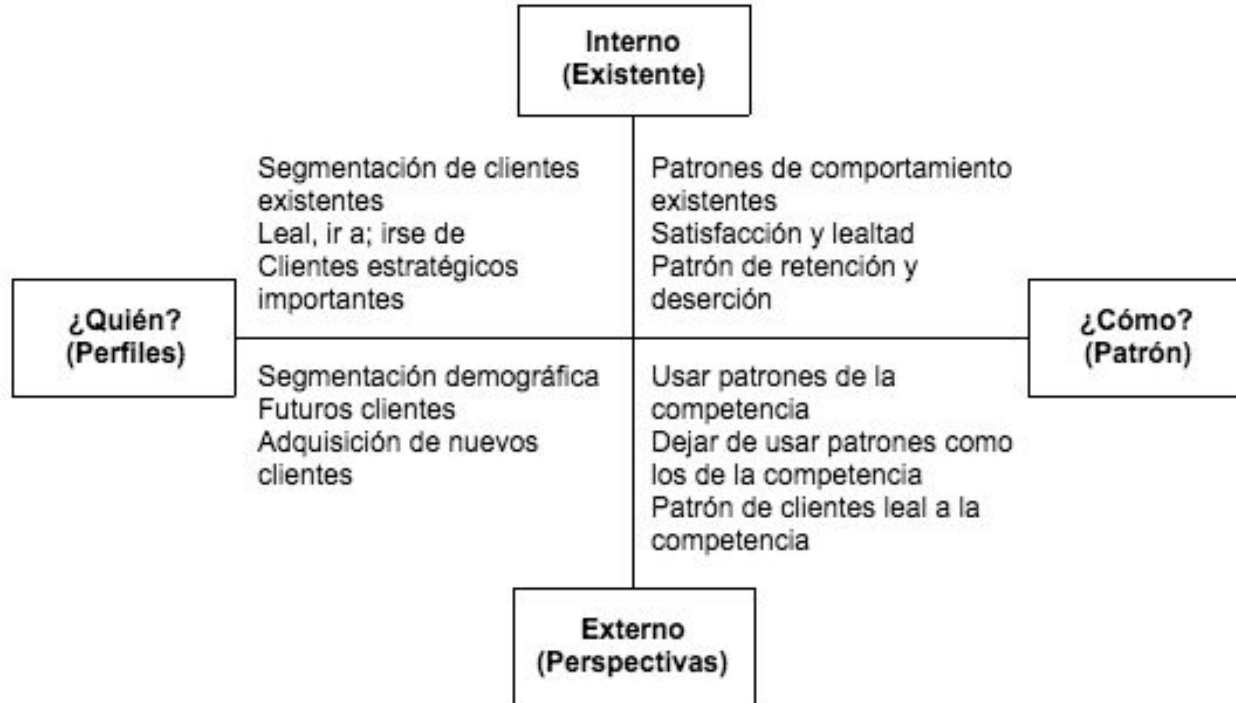 Interno
(Existente)
Segmentación de clientes
existentes
Leal, ir a; irse de
Clientes estratégicos
importantes
Patrones de comportamiento
existentes
Satisfacción y lealtad
Patrón de retención y
deserción
¿Quién?
(Perfiles)
¿Cómo?
(Patrón)
Segmentación demográfica
Futuros clientes
Adquisición de nuevos
clientes
Usar patrones de la
competencia
Dejar de usar patrones como
los de la competencia
Patrón de clientes leal a la
competencia
Externo
(Perspectivas)